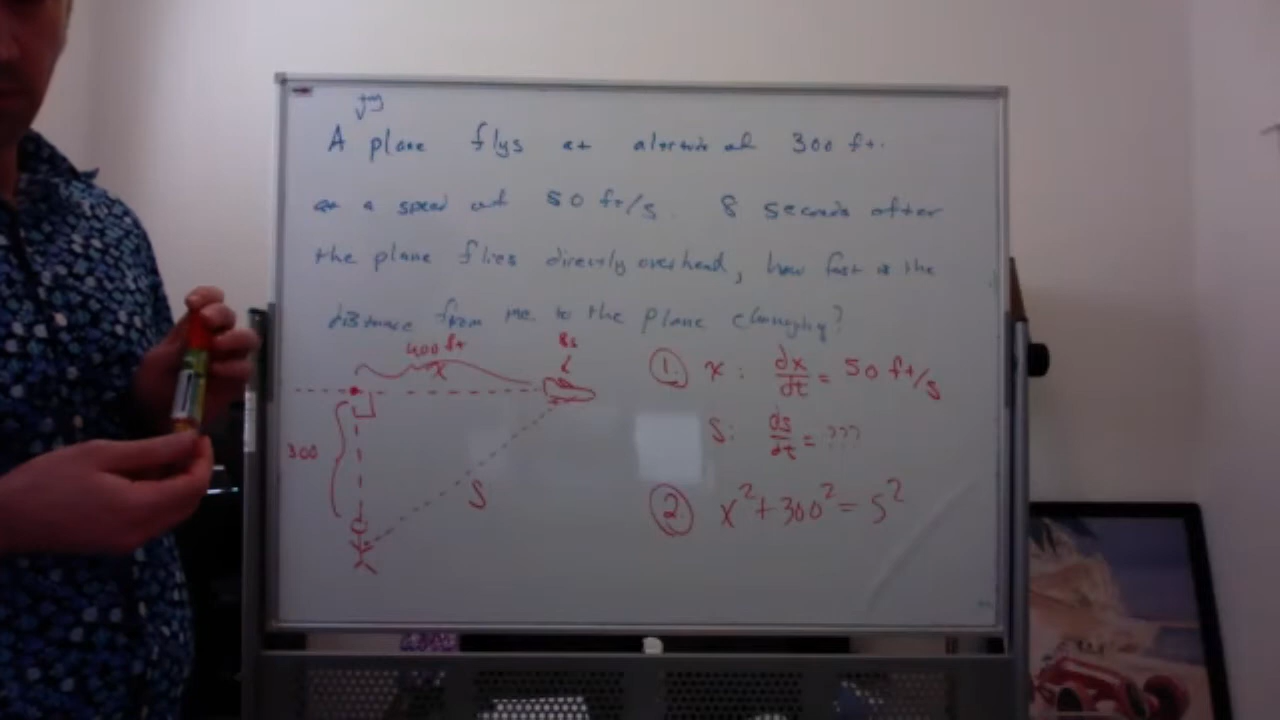 A plane flys at altitude of 300 ft.
at a speed of 50 ft/s. 8 seconds after
the plane flies directly overhead, how fast is the
distance from me to the plane changing?
400 ft
8s
x
① x: dx/dt = 50 ft/s
S: ds/dt = ???
300
S
② x²+300² = S²